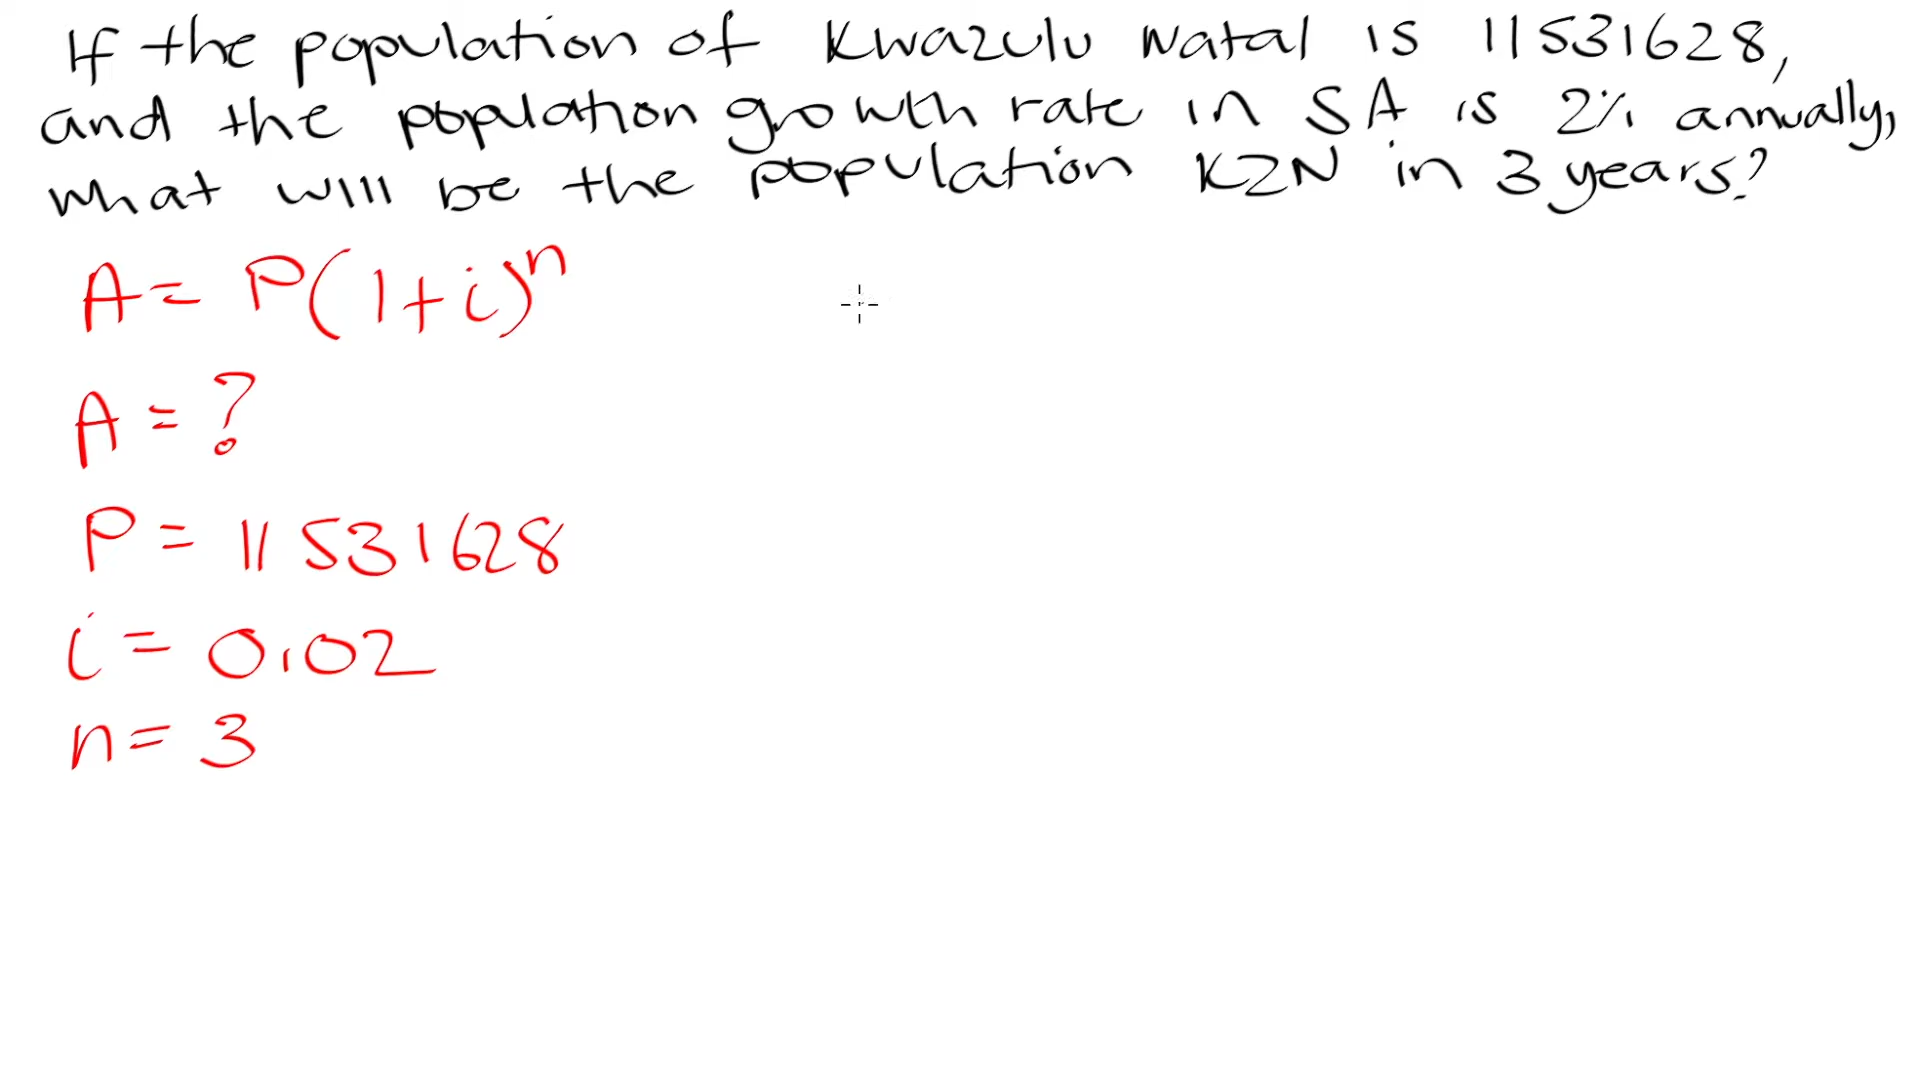 If the population of Kwazulu Natal is 11531628,
and the population growth rate in SA is 2% annually,
what will be the population KZN in 3 years?
A = P(1+i)^n
A = ?
P = 11531628
i = 0,02
n = 3